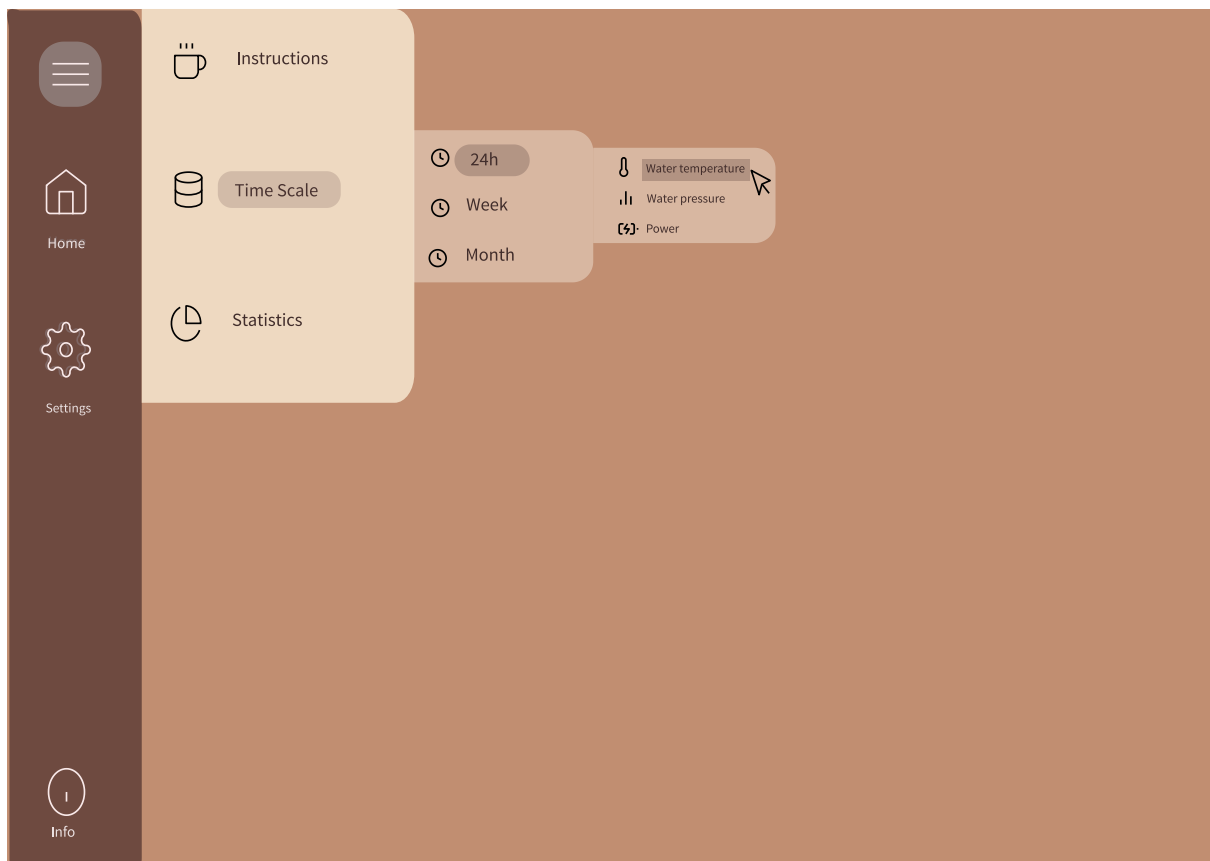 Home
Settings
Info
Instructions
Time Scale
Statistics
24h
Week
Month
Water temperature
Water pressure
Power